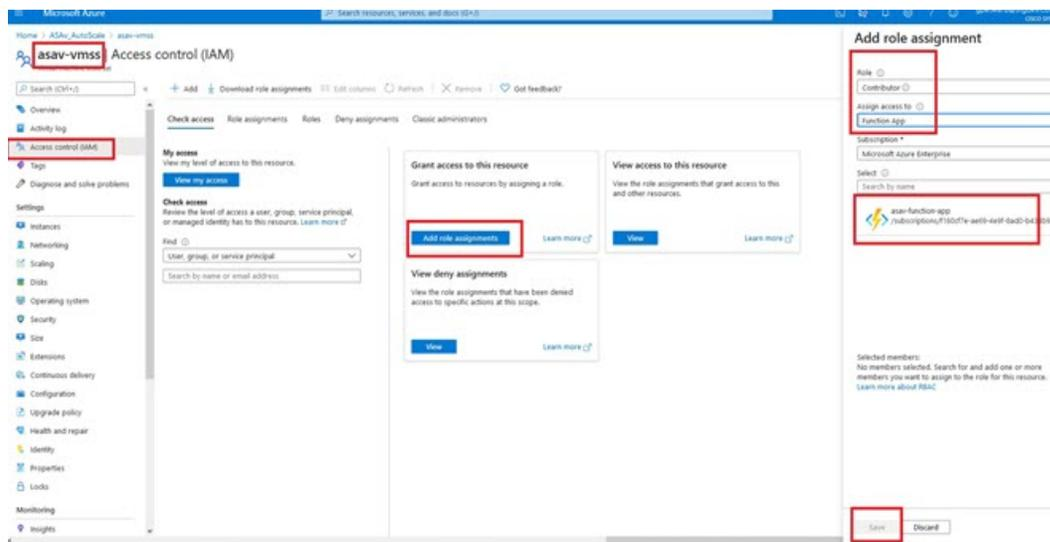 Microsoft Azure
Search resources, services, and docs (G+/)
Home > ASAv_AutoScale > asav-vmss
asav-vmss | Access control (IAM)
Search (Ctrl+/)
+ Add
Download role assignments
Edit columns
Refresh
Remove
Got feedback?
Overview
Activity log
Access control (IAM)
Tags
Diagnose and solve problems
Settings
Instances
Networking
Scaling
Disks
Operating system
Security
Size
Extensions
Continuous delivery
Configuration
Upgrade policy
Health and repair
Identity
Properties
Locks
Monitoring
Insights
Check access
Role assignments
Roles
Deny assignments
Classic administrators
My access
View my level of access to this resource.
View my access
Check access
Review the level of access a user, group, service principal,
or managed identity has to this resource. Learn more
Find
User, group, or service principal
Search by name or email address
Grant access to this resource
Grant access to resources by assigning a role.
Add role assignments
Learn more
View access to this resource
View the role assignments that grant access to this
and other resources.
View
Learn more
View deny assignments
View the role assignments that have been denied
access to specific actions at this scope.
View
Learn more
Add role assignment
Role
Contributor
Assign access to
Function App
Subscription *
Microsoft Azure Enterprise
Select
Search by name
asav-function-app
Selected members:
No members selected. Search for and add one or more
members you want to assign to the role for this resource.
Learn more about RBAC
Save
Discard